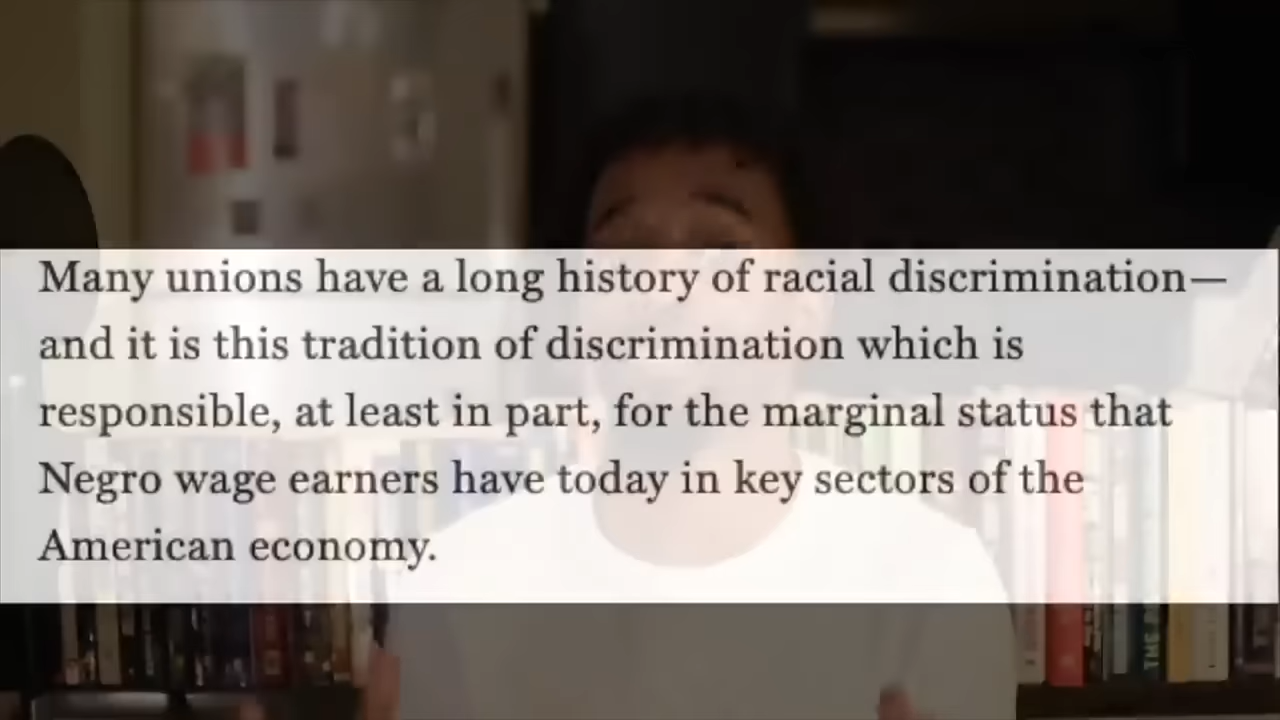 Many unions have a long history of racial discrimination—
and it is this tradition of discrimination which is
responsible, at least in part, for the marginal status that
Negro wage earners have today in key sectors of the
American economy.